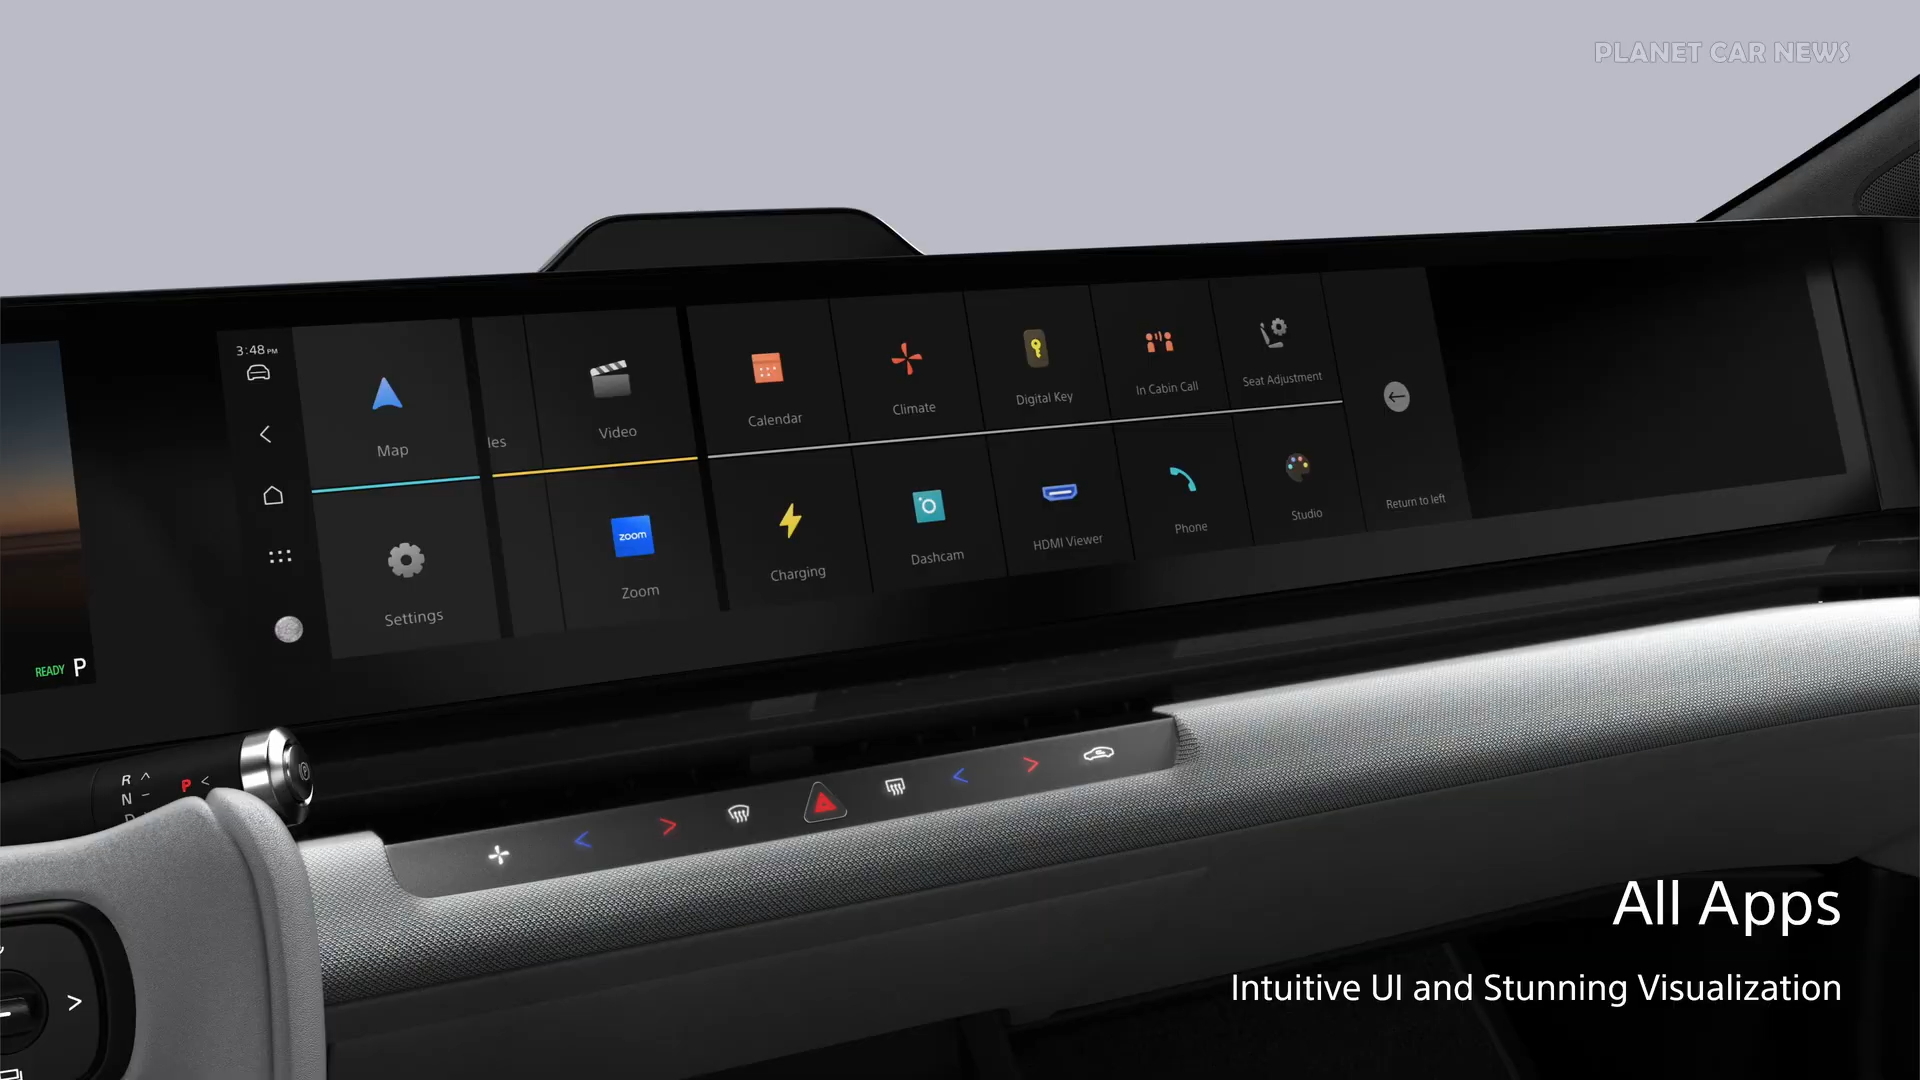 PLANET CAR NEWS
3:48 PM
Map
les
Video
Calendar
Climate
Digital Key
In Cabin Call
Seat Adjustment
Settings
zoom
Zoom
Charging
Dashcam
HDMI Viewer
Phone
Studio
Return to left
READY P
R
N
P
All Apps
Intuitive UI and Stunning Visualization